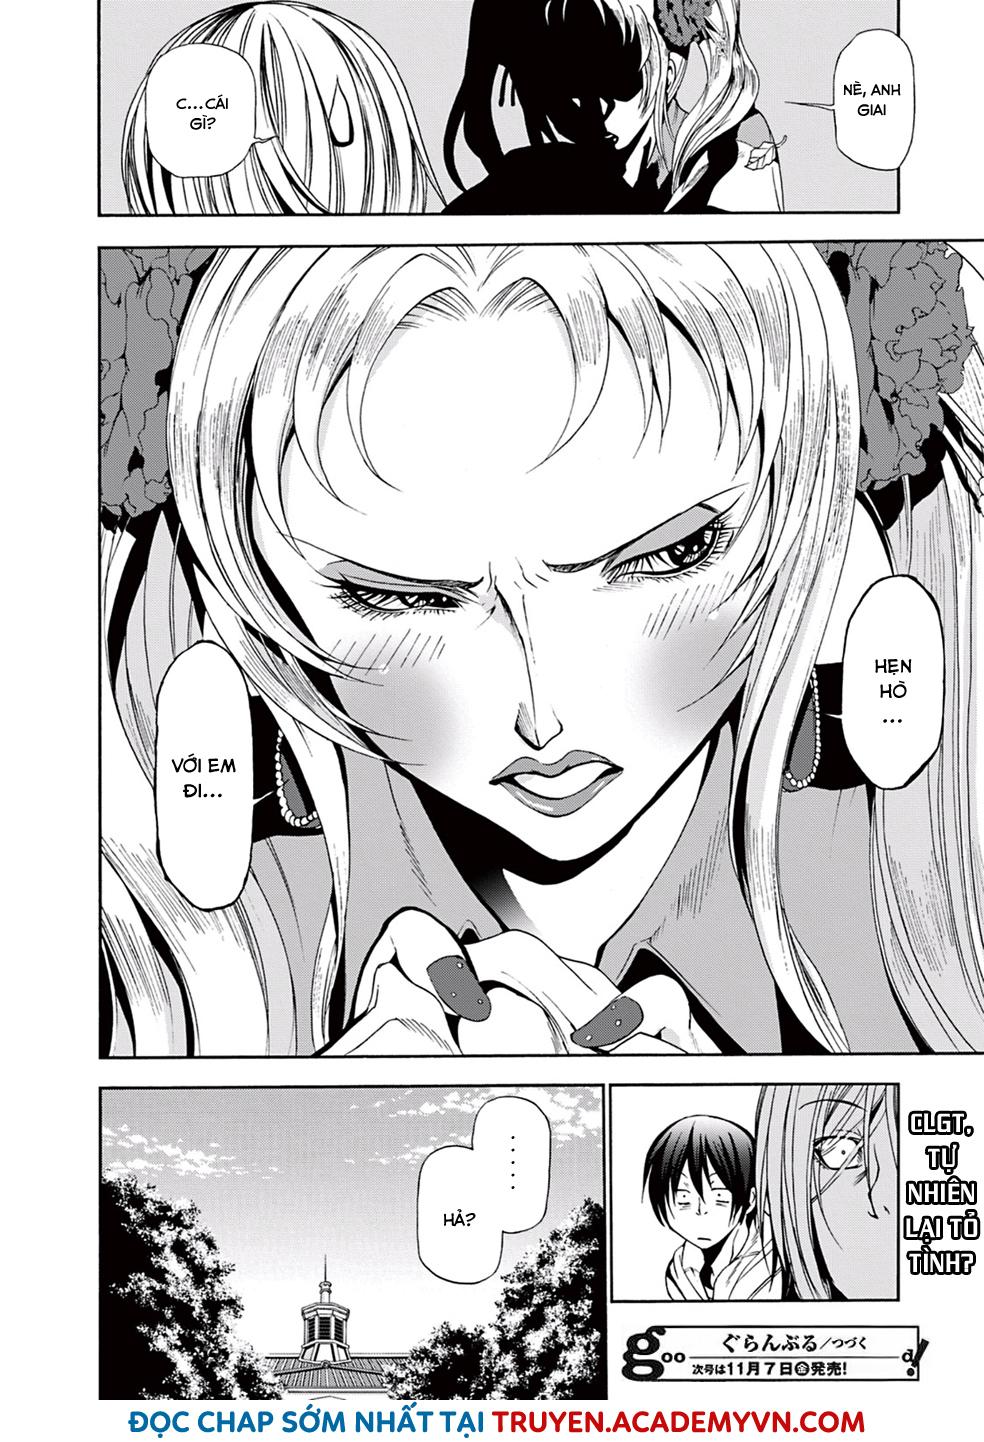 NÈ, ANH
GIAI
C...CÁI
GÌ?
HẸN
HÒ
...
VỚI EM
ĐI...
CLGT,
TỰ
NHIÊN
LẠI TỎ
TÌNH?
.....
HẢ?
goo d!
ぐらんぶる/つづく
次号は11月7日㊎発売!
ĐỌC CHAP SỚM NHẤT TẠI TRUYEN.ACADEMYVN.COM